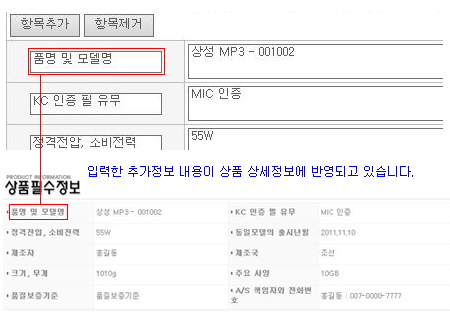 항목추가 항목제거
품명 및 모델명 상성 MP3 - 001002
KC 인증 필 유무 MIC 인증
정격전압, 소비전력 55W
입력한 추가정보 내용이 상품 상세정보에 반영되고 있습니다.
PRODUCT INFORMATION
상품필수정보
품명 및 모델명 상성 MP3 - 001002 KC 인증 필 유무 MIC 인증
정격전압, 소비전력 55W 동일모델의 출시년월 2011,11,10
제조자 홍길동 제조국 조선
크기, 무게 1010g 주요 사양 10GB
품질보증기준 품질보증기준 A/S 책임자와 전화번
호 홍길동 : 007-0000-7777